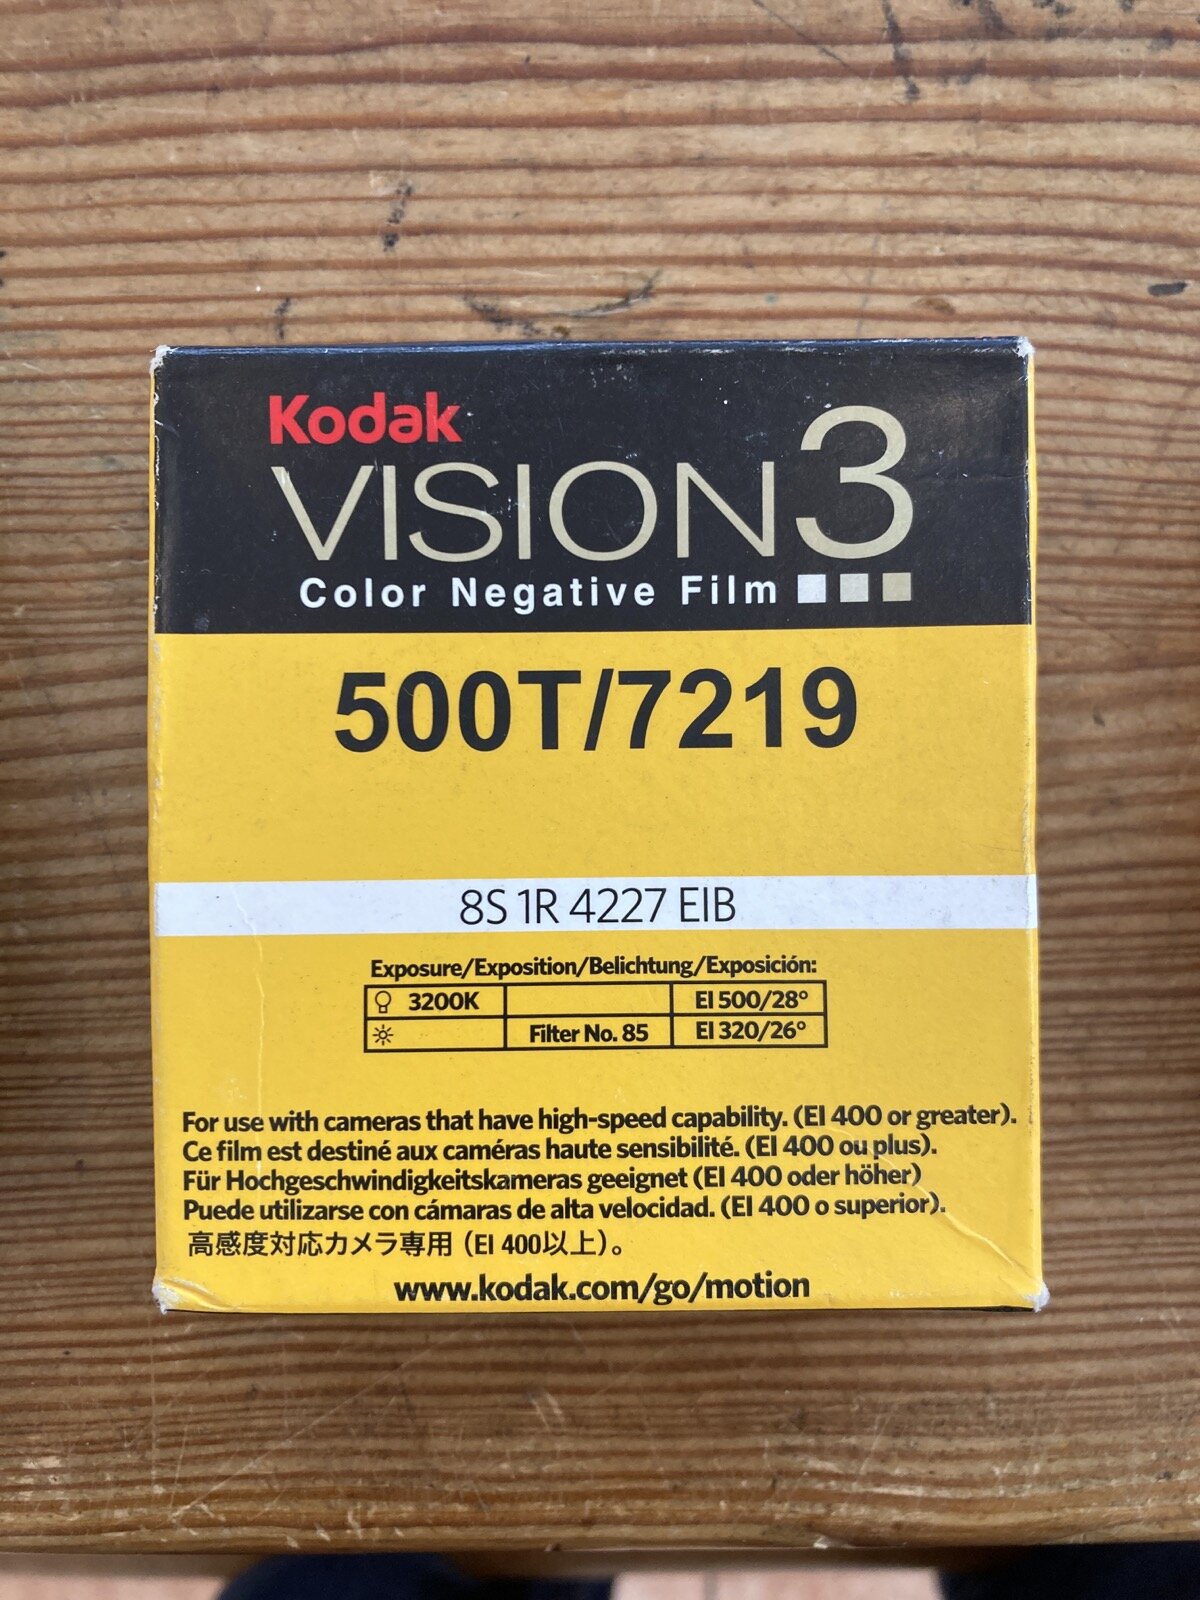 Kodak
VISION3
Color Negative Film
500T/7219
8S 1R 4227 EIB
Exposure/Exposition/Belichtung/Exposición:
3200K EI 500/28°
Filter No. 85 EI 320/26°
For use with cameras that have high-speed capability. (EI 400 or greater).
Ce film est destiné aux caméras haute sensibilité. (EI 400 ou plus).
Für Hochgeschwindigkeitskameras geeignet (EI 400 oder höher)
Puede utilizarse con cámaras de alta velocidad. (EI 400 o superior).
高感度対応カメラ専用（EI 400以上）。
www.kodak.com/go/motion